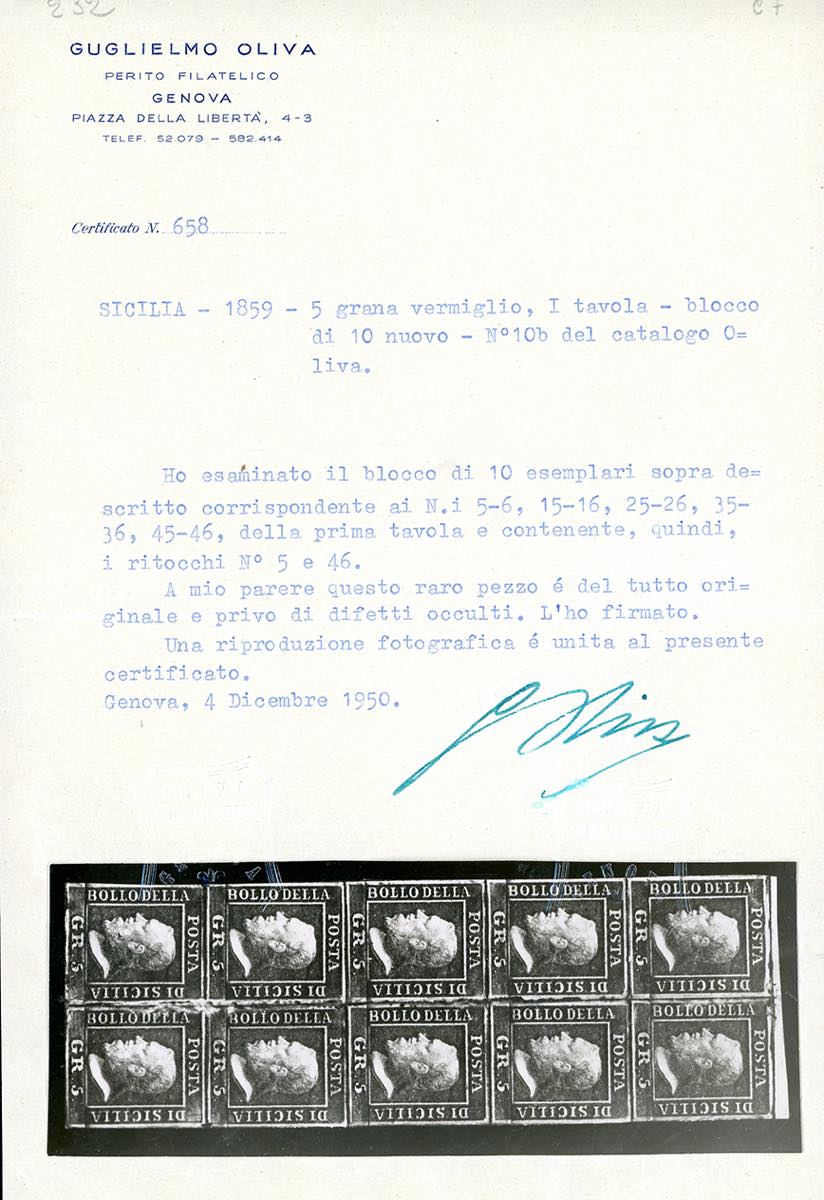 232
C 7
GUGLIELMO OLIVA
PERITO FILATELICO
GENOVA
PIAZZA DELLA LIBERTÀ, 4-3
TELEF. 52.079 — 582.414
Certificato N. 658
SICILIA - 1859 - 5 grana vermiglio, I tavola - blocco
di 10 nuovo - N°10b del catalogo O=
liva.
Ho esaminato il blocco di 10 esemplari sopra de=
scritto corrispondente ai N.i 5-6, 15-16, 25-26, 35-
36, 45-46, della prima tavola e contenente, quindi,
i ritocchi N° 5 e 46.
A mio parere questo raro pezzo é del tutto ori=
ginale e privo di difetti occulti. L'ho firmato.
Una riproduzione fotografica é unita al presente
certificato.
Genova, 4 Dicembre 1950.
G Oliva
BOLLO DELLA POSTA DI SICILIA GR 5
BOLLO DELLA POSTA DI SICILIA GR 5
BOLLO DELLA POSTA DI SICILIA GR 5
BOLLO DELLA POSTA DI SICILIA GR 5
BOLLO DELLA POSTA DI SICILIA GR 5
BOLLO DELLA POSTA DI SICILIA GR 5
BOLLO DELLA POSTA DI SICILIA GR 5
BOLLO DELLA POSTA DI SICILIA GR 5
BOLLO DELLA POSTA DI SICILIA GR 5
BOLLO DELLA POSTA DI SICILIA GR 5